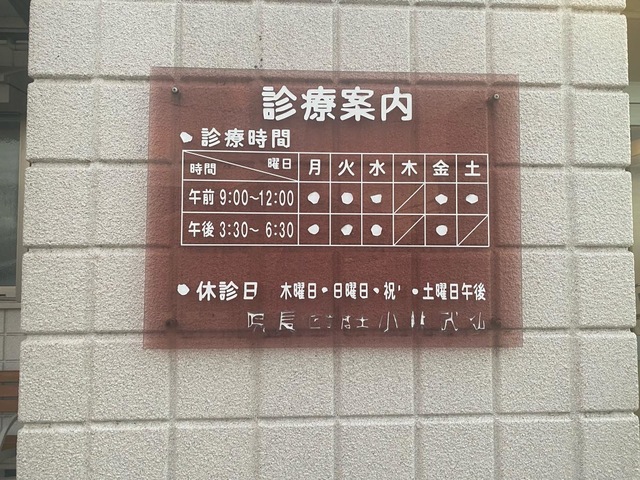 診療案内
●診療時間
曜日
時間 月 火 水 木 金 土
午前 9:00〜12:00 ● ● ● ／ ● ●
午後 3:30〜 6:30 ● ● ● ／ ● ／
●休診日 木曜日・日曜日・祝・土曜日午後
院長